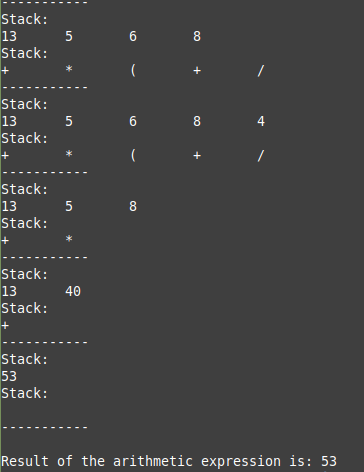 -----------
Stack:
13 5 6 8
Stack:
+ * ( + /
-----------
Stack:
13 5 6 8 4
Stack:
+ * ( + /
-----------
Stack:
13 5 8
Stack:
+ *
-----------
Stack:
13 40
Stack:
+
-----------
Stack:
53
Stack:
-----------
Result of the arithmetic expression is: 53